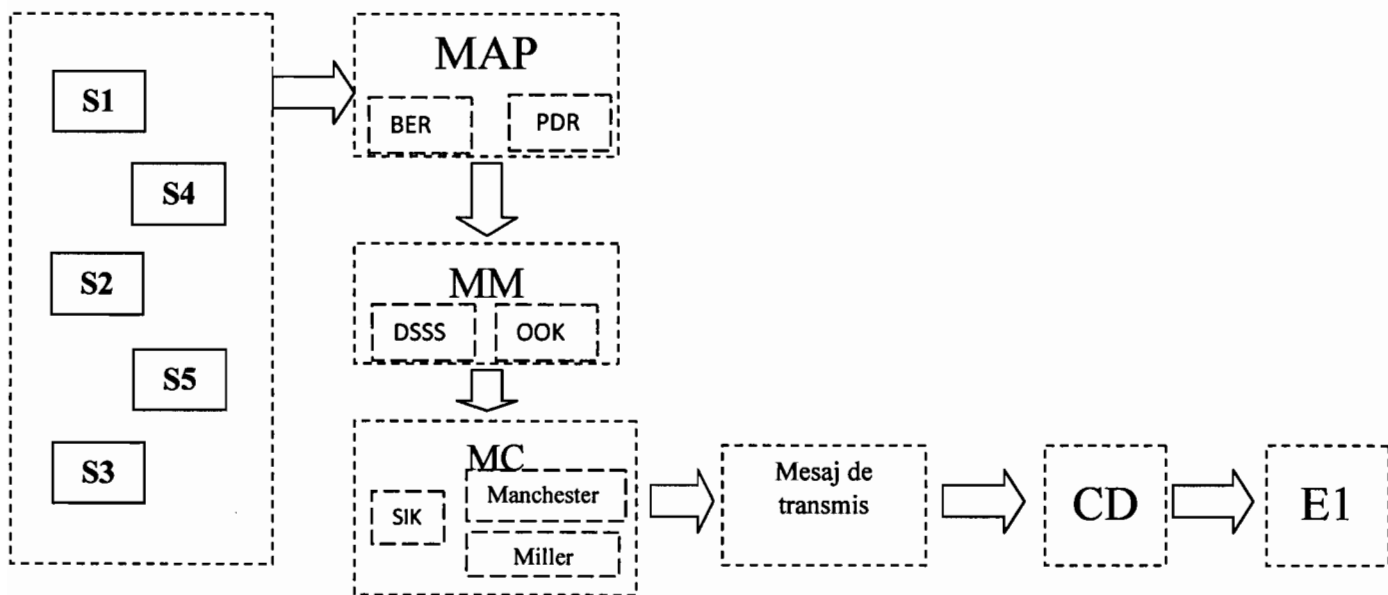 S1
S4
S2
S5
S3
MAP
BER
PDR
MM
DSSS
OOK
MC
SIK
Manchester
Miller
Mesaj de
transmis
CD
E1